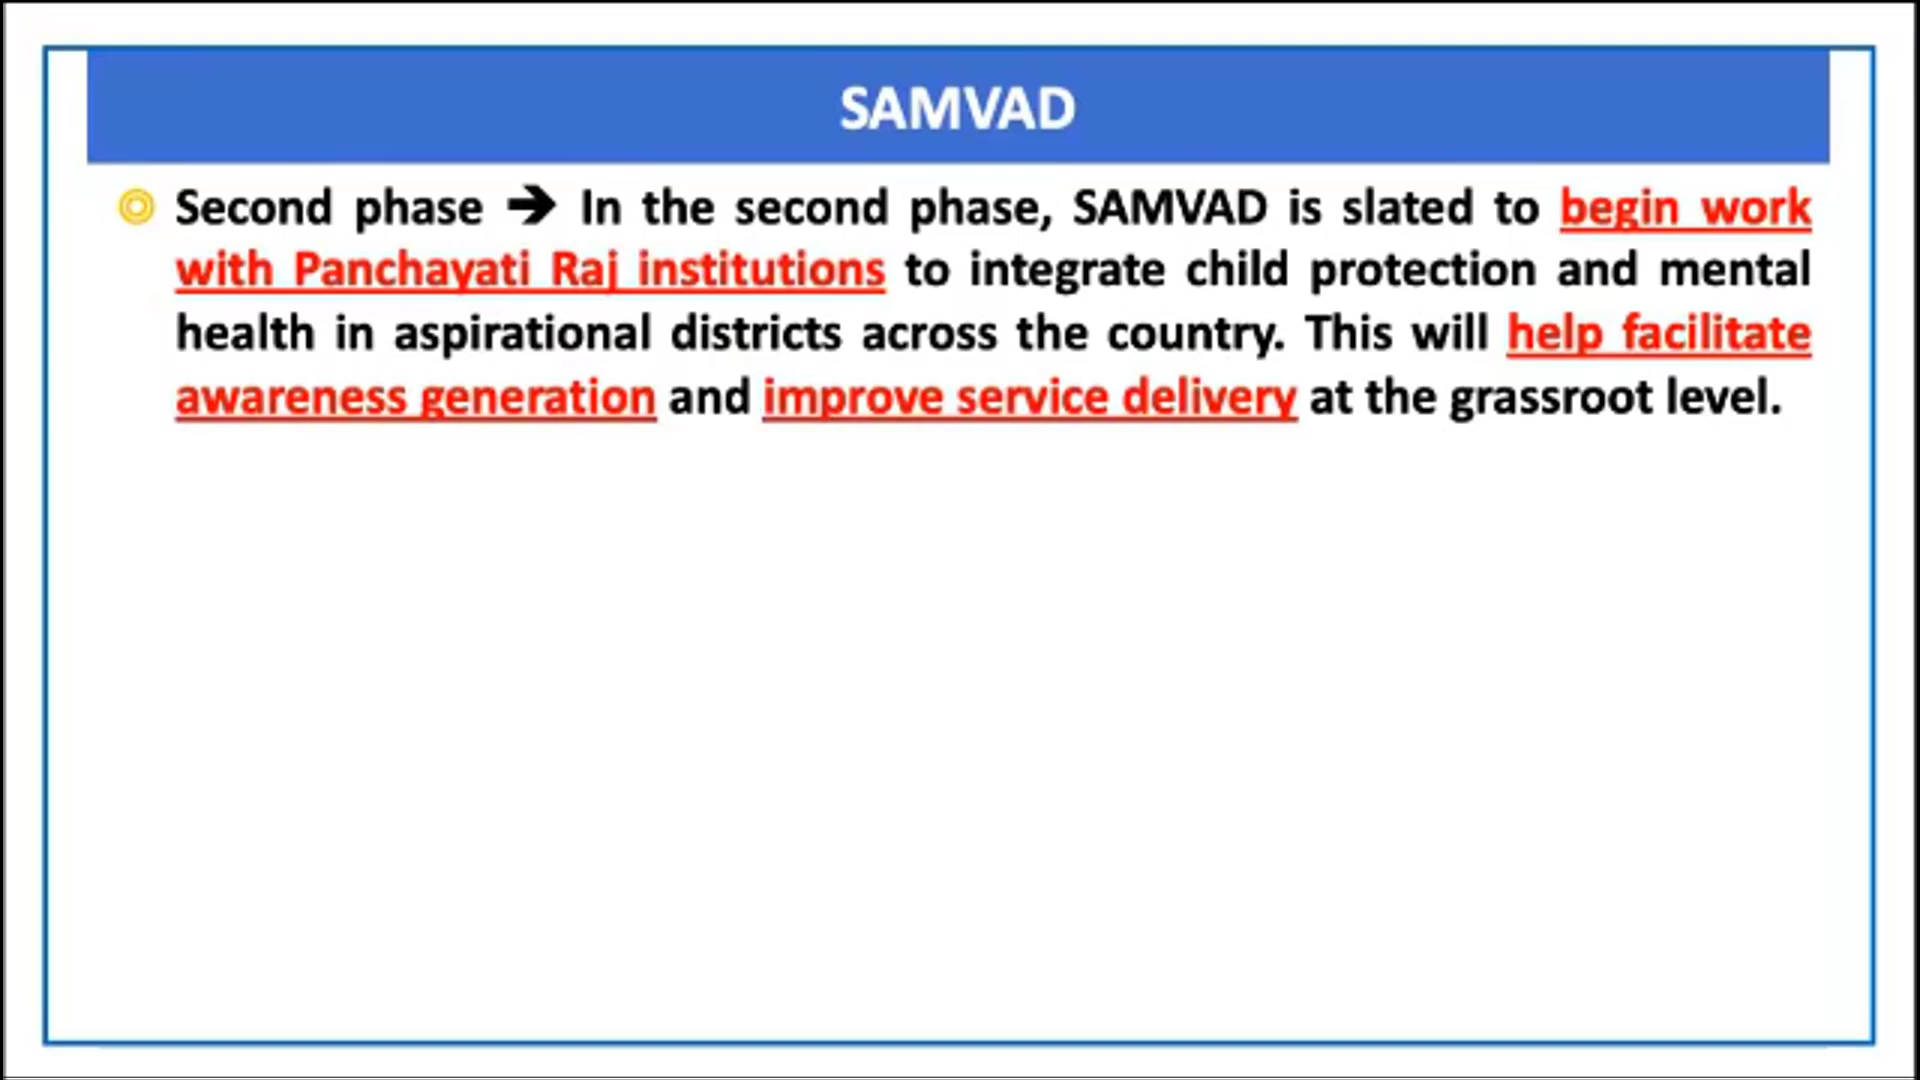 SAMVAD
Second phase ➔ In the second phase, SAMVAD is slated to begin work
with Panchayati Raj institutions to integrate child protection and mental
health in aspirational districts across the country. This will help facilitate
awareness generation and improve service delivery at the grassroot level.